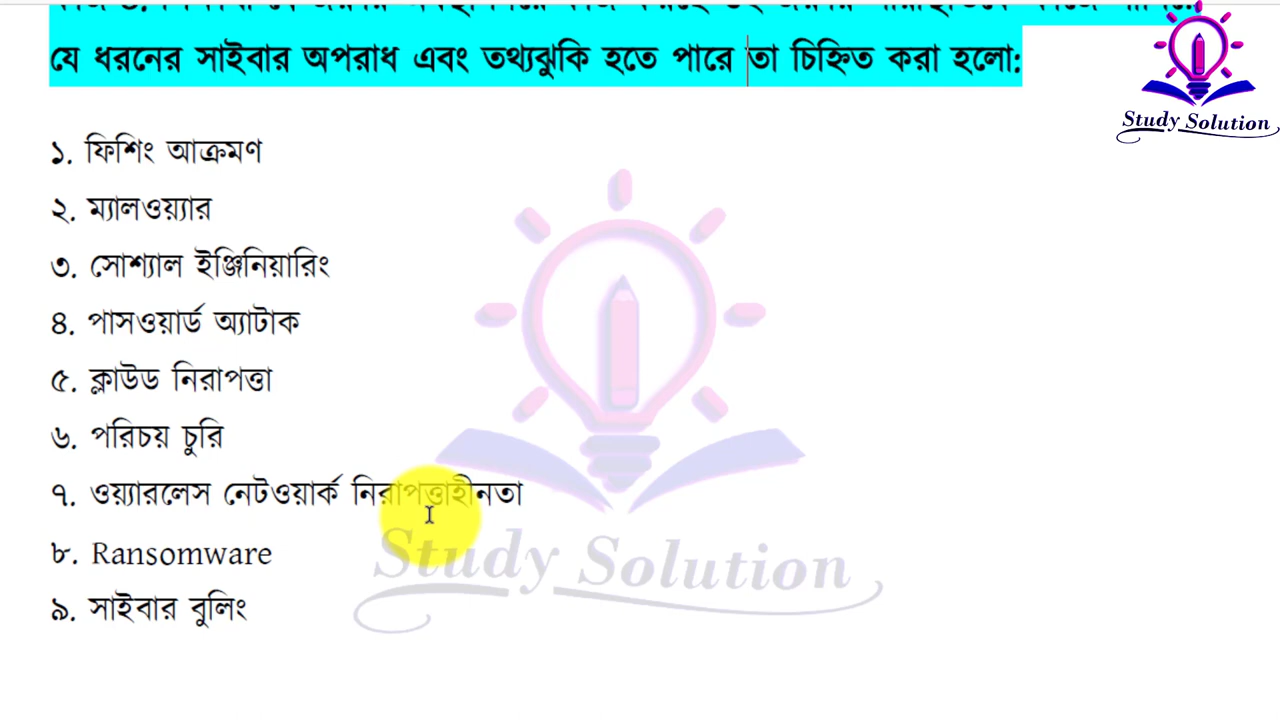 যে ধরনের সাইবার অপরাধ এবং তথ্যঝুকি হতে পারে তা চিহ্নিত করা হলো:
Study Solution
১. ফিশিং আক্রমণ
২. ম্যালওয়্যার
৩. সোশ্যাল ইঞ্জিনিয়ারিং
৪. পাসওয়ার্ড অ্যাটাক
৫. ক্লাউড নিরাপত্তা
৬. পরিচয় চুরি
৭. ওয়্যারলেস নেটওয়ার্ক নিরাপত্তাহীনতা
৮. Ransomware
Study Solution
৯. সাইবার বুলিং